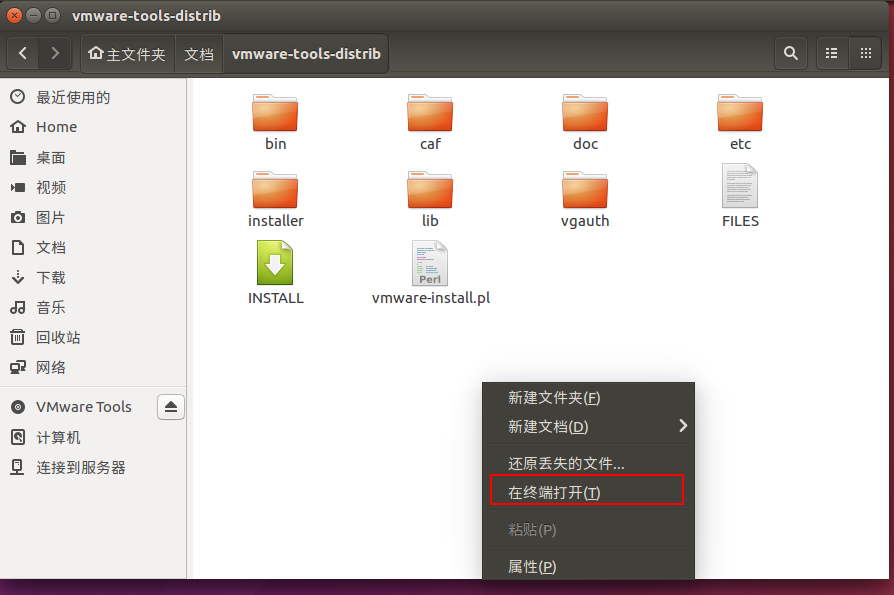 vmware-tools-distrib
主文件夹 文档 vmware-tools-distrib
最近使用的
Home
桌面
视频
图片
文档
下载
音乐
回收站
网络
VMware Tools
计算机
连接到服务器
bin caf doc etc
installer lib vgauth FILES
Perl
INSTALL vmware-install.pl
新建文件夹(F)
新建文档(D)
还原丢失的文件...
在终端打开(T)
粘贴(P)
属性(P)